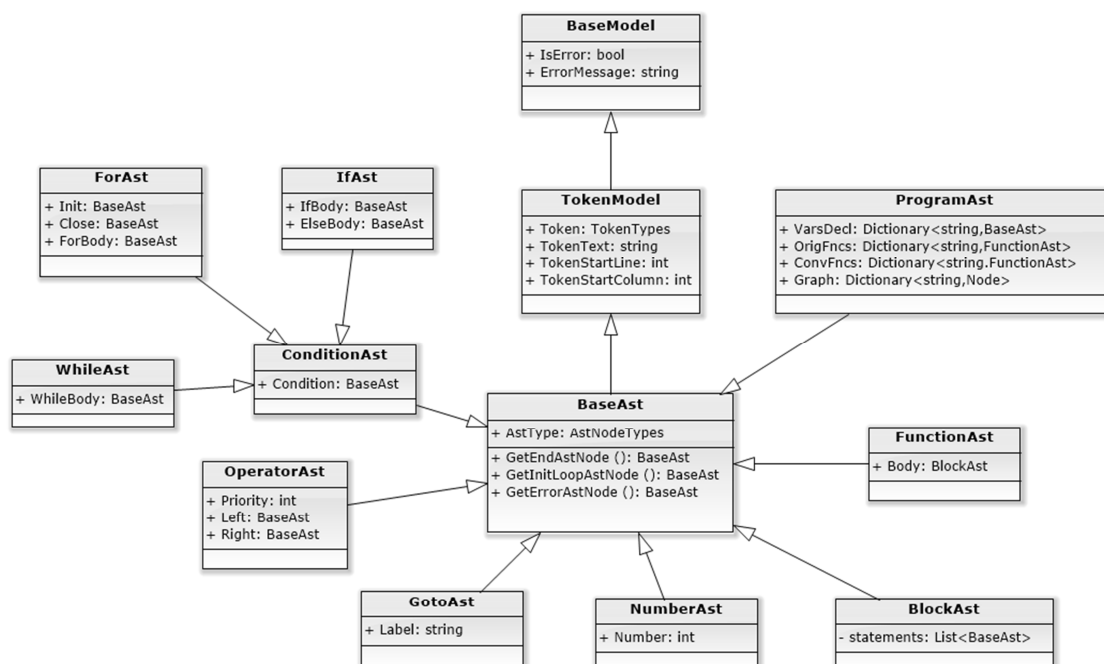 BaseModel
+ IsError: bool
+ ErrorMessage: string
ForAst
+ Init: BaseAst
+ Close: BaseAst
+ ForBody: BaseAst
IfAst
+ IfBody: BaseAst
+ ElseBody: BaseAst
TokenModel
+ Token: TokenTypes
+ TokenText: string
+ TokenStartLine: int
+ TokenStartColumn: int
ProgramAst
+ VarsDecl: Dictionary<string,BaseAst>
+ OrigFncs: Dictionary<string,FunctionAst>
+ ConvFncs: Dictionary<string.FunctionAst>
+ Graph: Dictionary<string,Node>
WhileAst
+ WhileBody: BaseAst
ConditionAst
+ Condition: BaseAst
BaseAst
+ AstType: AstNodeTypes
+ GetEndAstNode (): BaseAst
+ GetInitLoopAstNode (): BaseAst
+ GetErrorAstNode (): BaseAst
FunctionAst
+ Body: BlockAst
OperatorAst
+ Priority: int
+ Left: BaseAst
+ Right: BaseAst
GotoAst
+ Label: string
NumberAst
+ Number: int
BlockAst
- statements: List<BaseAst>